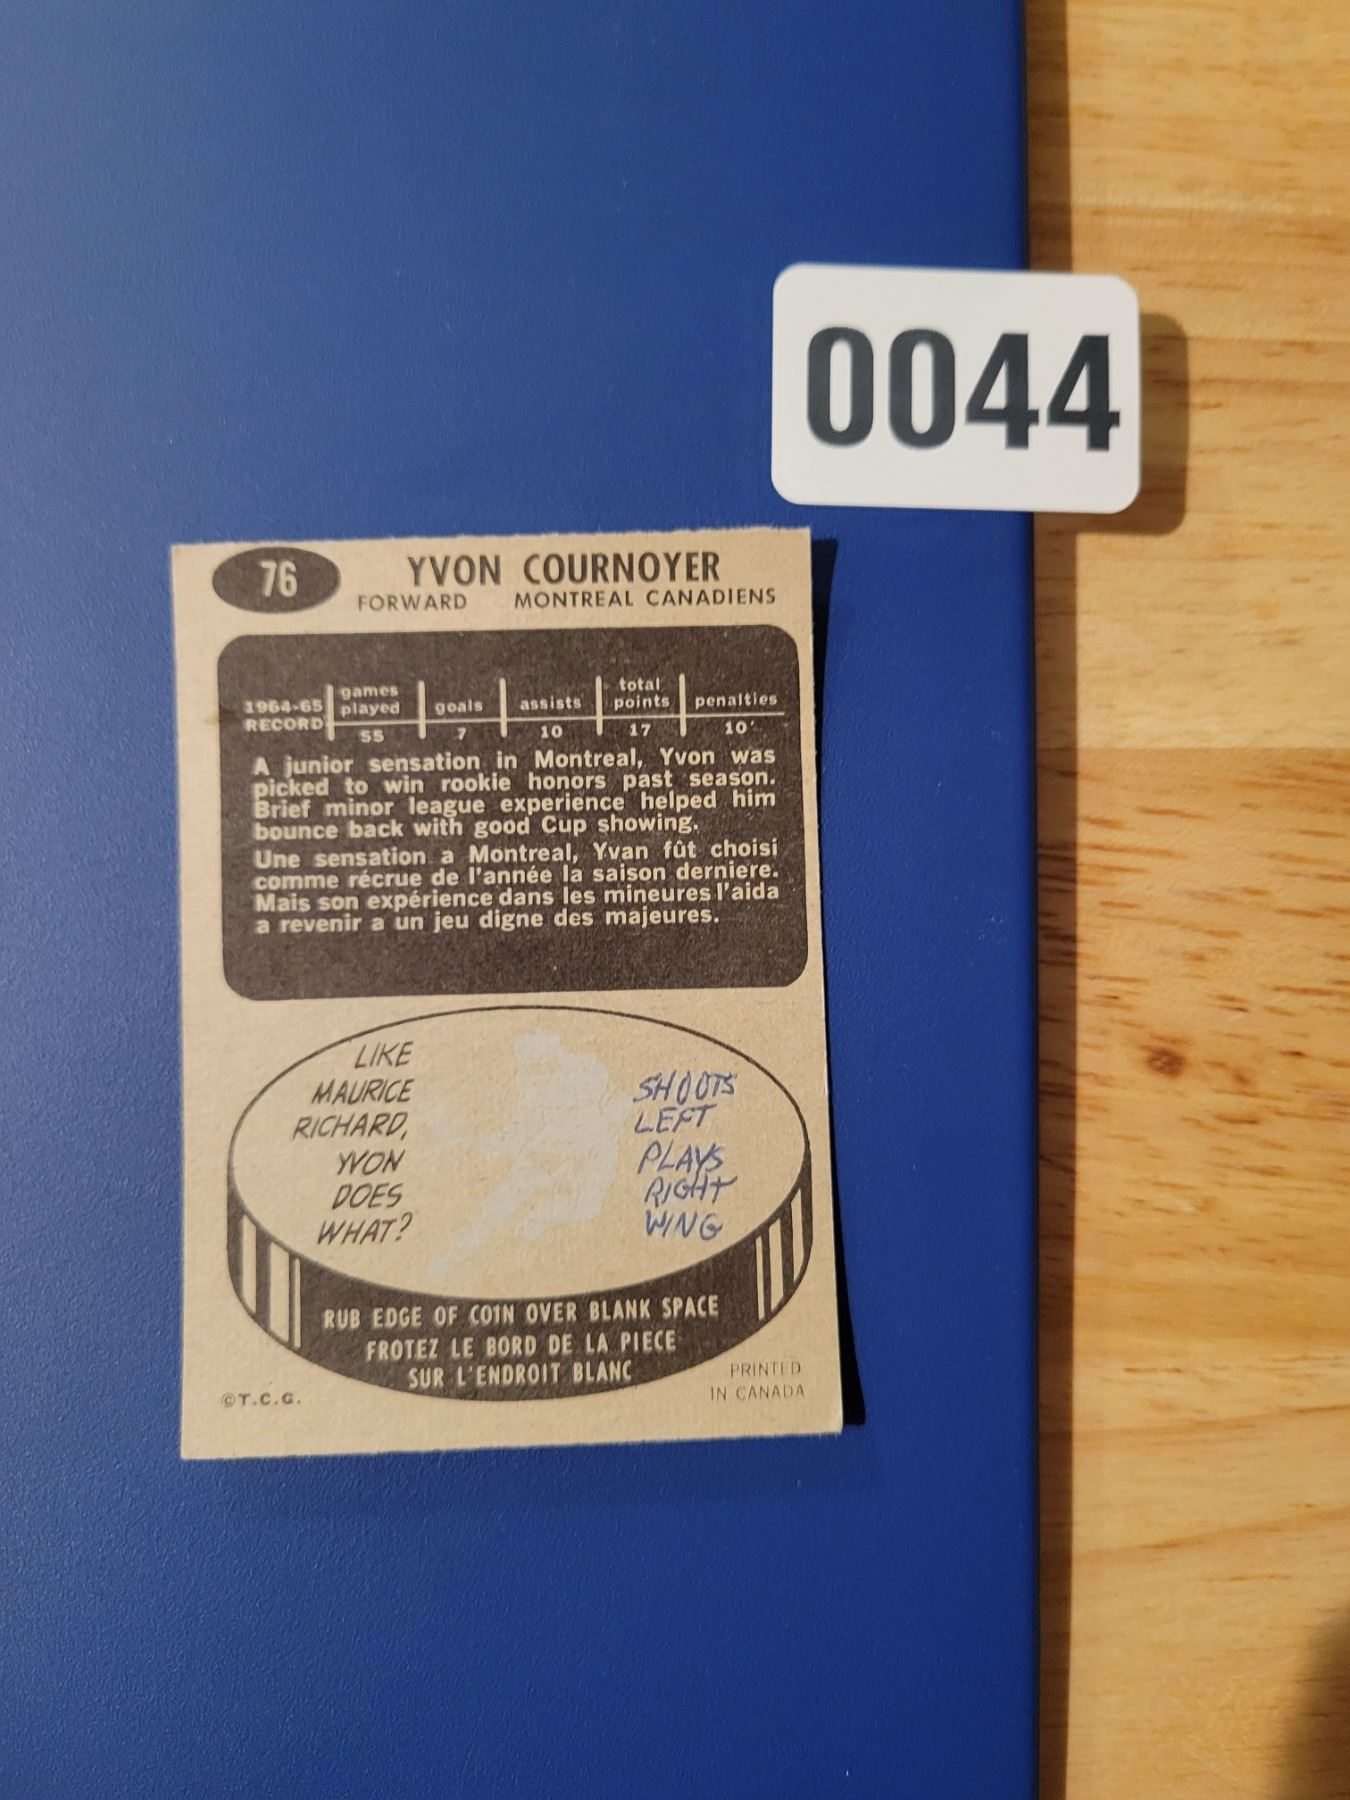 0044
76
YVON COURNOYER
FORWARD MONTREAL CANADIENS
1964-65 RECORD games played goals assists total points penalties
55 7 10 17 10
A junior sensation in Montreal, Yvon was
picked to win rookie honors past season.
Brief minor league experience helped him
bounce back with good Cup showing.
Une sensation a Montreal, Yvan fût choisi
comme récrue de l'année la saison derniere.
Mais son expérience dans les mineures l'aida
a revenir a un jeu digne des majeures.
LIKE
MAURICE
RICHARD,
YVON
DOES
WHAT?
SHOOTS
LEFT
PLAYS
RIGHT
WING
RUB EDGE OF COIN OVER BLANK SPACE
FROTEZ LE BORD DE LA PIECE
SUR L'ENDROIT BLANC
©T.C.G.
PRINTED
IN CANADA